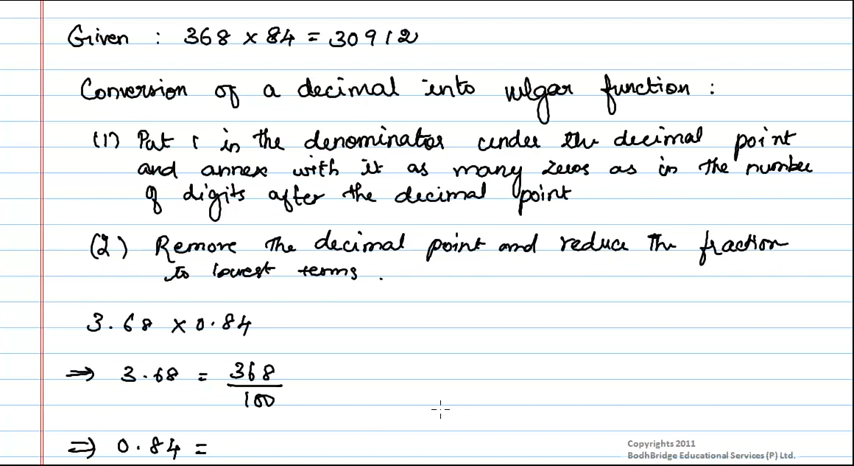 Given : 368 × 84 = 30912
Conversion of a decimal into vulgar function :
(1) Put 1 in the denominator under the decimal point
and annex with it as many zeros as in the number
of digits after the decimal point
(2) Remove the decimal point and reduce the fraction
to lowest terms .
3.68 × 0.84
⇒ 3.68 = 368/100
⇒ 0.84 =
Copyrights 2011
BodhBridge Educational Services (P) Ltd.